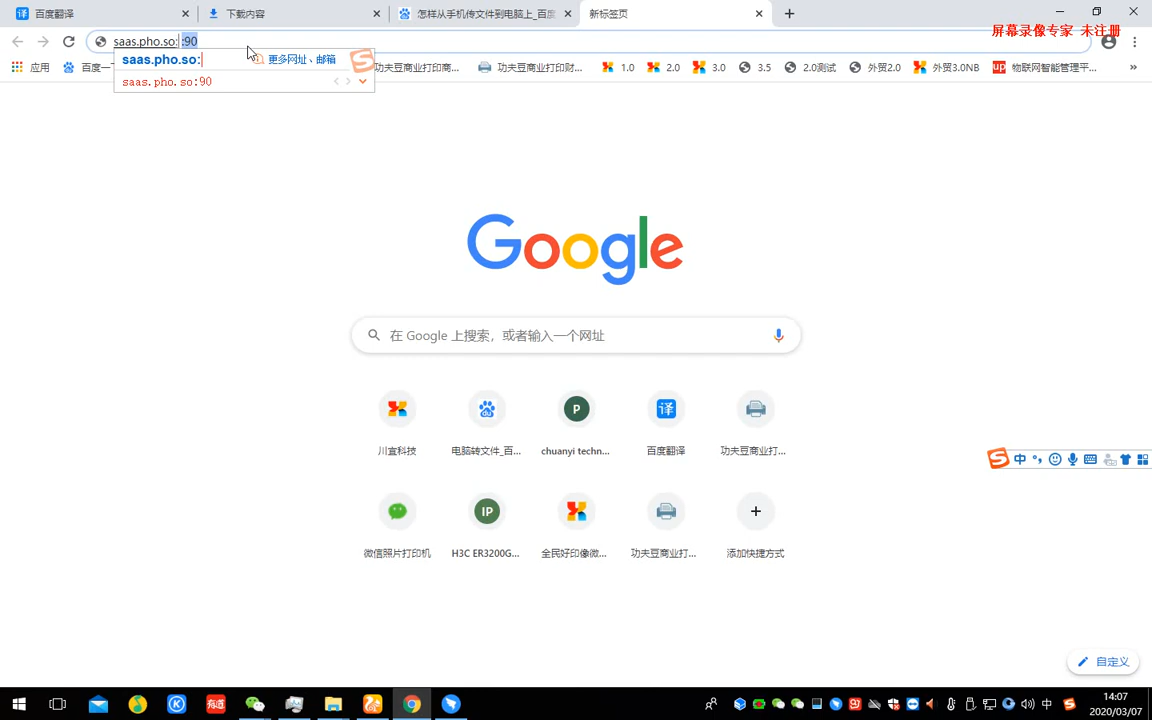 百度翻译
下载内容
怎样从手机传文件到电脑上_百度
新标签页
屏幕录像专家 未注册
saas.pho.so: :90
saas.pho.so:
更多网址、邮箱
saas.pho.so:90
应用
百度一
功夫豆商业打印商...
功夫豆商业打印财...
1.0
2.0
3.0
3.5
2.0测试
外贸2.0
外贸3.0NB
up
物联网智能管理平...
»
Google
在 Google 上搜索，或者输入一个网址
P
译
川宜科技
电脑转文件_百...
chuanyi techn...
百度翻译
功夫豆商业打...
中
IP
微信照片打印机
H3C ER3200G...
全民好印像微...
功夫豆商业打...
添加快捷方式
自定义
有道
中
14:07
2020/03/07